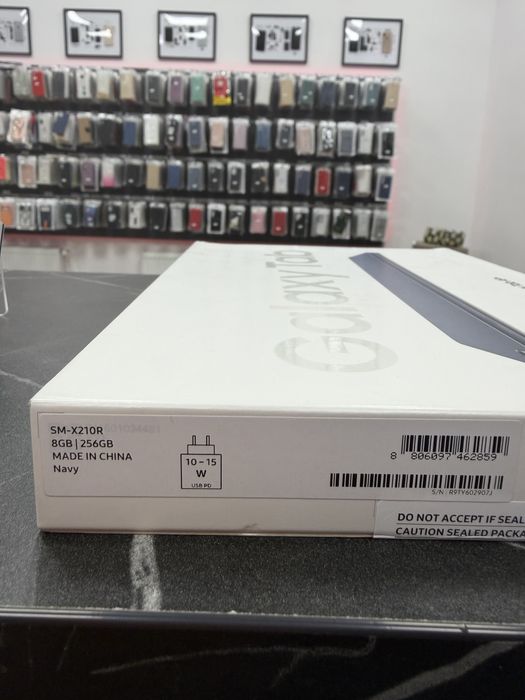 Galaxy Tab
SM-X210R
8GB | 256GB
MADE IN CHINA
Navy
10 – 15
W
USB PD
8 806097 462859
S/N : R9TY602907J
DO NOT ACCEPT IF SEAL
CAUTION SEALED PACKA